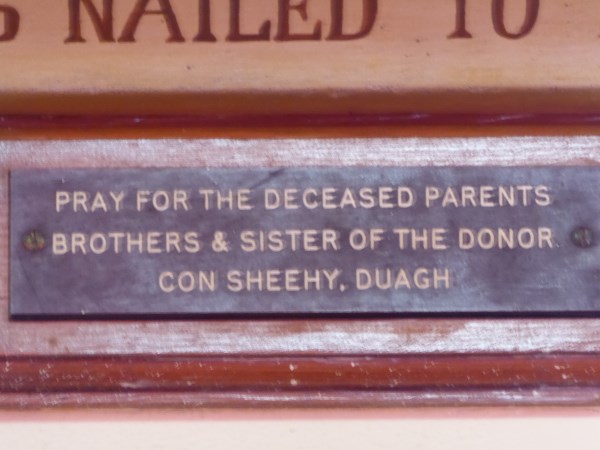 NAILED TO
PRAY FOR THE DECEASED PARENTS
BROTHERS & SISTER OF THE DONOR
CON SHEEHY, DUAGH